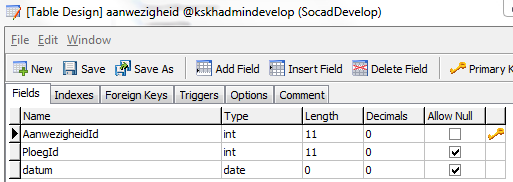 [Table Design] aanwezigheid @kskhadmindevelop (SocadDevelop)
File Edit Window
New Save Save As Add Field Insert Field Delete Field Primary K
Fields Indexes Foreign Keys Triggers Options Comment
Name Type Length Decimals Allow Null
AanwezigheidId int 11 0
PloegId int 11 0
datum date 0 0